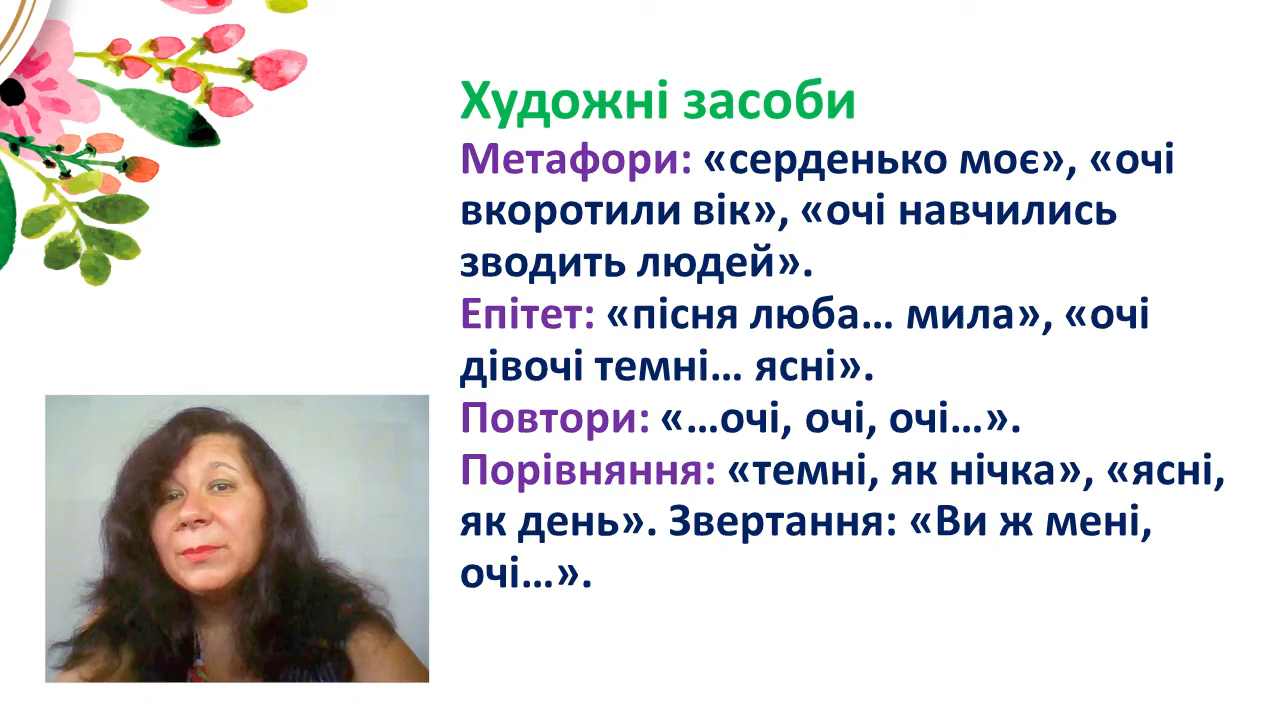 Художні засоби
Метафори: «серденько моє», «очі
вкоротили вік», «очі навчились
зводить людей».
Епітет: «пісня люба... мила», «очі
дівочі темні... ясні».
Повтори: «...очі, очі, очі...».
Порівняння: «темні, як нічка», «ясні,
як день». Звертання: «Ви ж мені,
очі...».